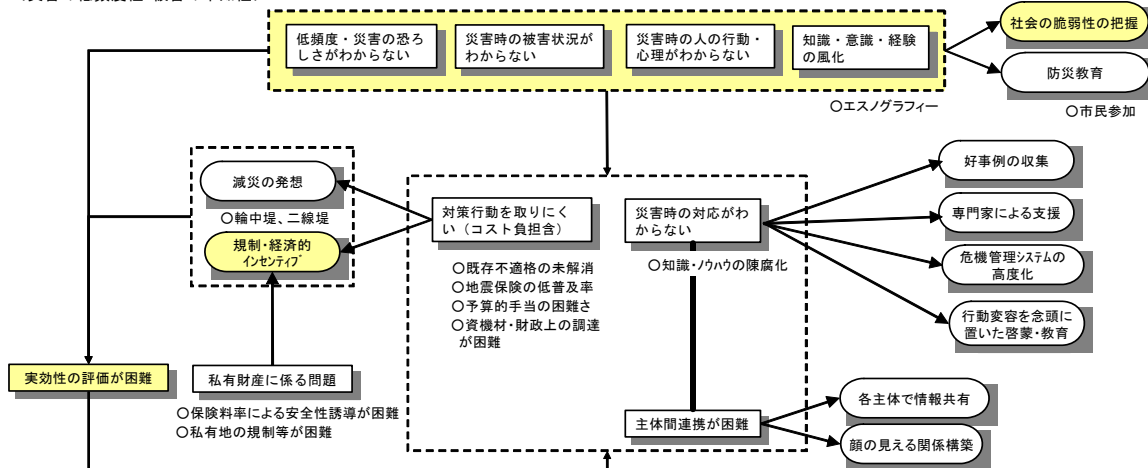 低頻度・災害の恐ろ
しさがわからない
災害時の被害状況が
わからない
災害時の人の行動・
心理がわからない
知識・意識・経験
の風化
社会の脆弱性の把握
防災教育
○エスノグラフィー
○市民参加
減災の発想
○輪中堤、二線堤
規制・経済的
インセンティブ
対策行動を取りにく
い（コスト負担含）
○既存不適格の未解消
○地震保険の低普及率
○予算的手当の困難さ
○資機材・財政上の調達
が困難
災害時の対応がわ
からない
○知識・ノウハウの陳腐化
好事例の収集
専門家による支援
危機管理システムの
高度化
行動変容を念頭に
置いた啓蒙・教育
実効性の評価が困難
私有財産に係る問題
○保険料率による安全性誘導が困難
○私有地の規制等が困難
主体間連携が困難
各主体で情報共有
顔の見える関係構築